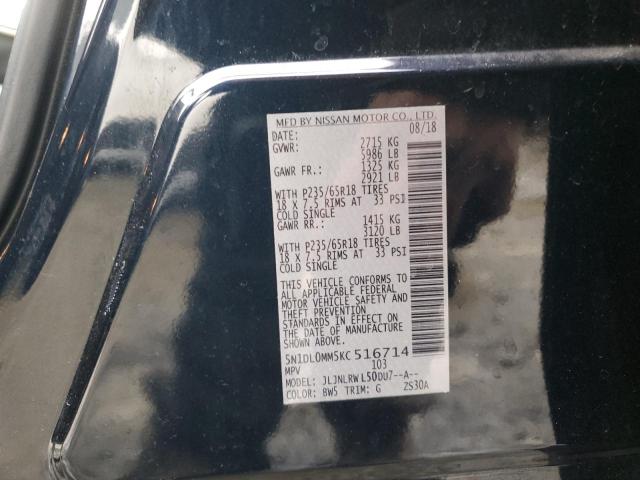 MFD BY NISSAN MOTOR CO., LTD.
DATE: 08/18
GVWR: 2715 KG
5986 LB
GAWR FR.: 1325 KG
2921 LB
WITH P235/65R18 TIRES
18 X 7.5 RIMS AT 33 PSI
COLD SINGLE
GAWR RR.: 1415 KG
3120 LB
WITH P235/65R18 TIRES
18 X 7.5 RIMS AT 33 PSI
COLD SINGLE
THIS VEHICLE CONFORMS TO
ALL APPLICABLE FEDERAL
MOTOR VEHICLE SAFETY AND
THEFT PREVENTION
STANDARDS IN EFFECT ON
THE DATE OF MANUFACTURE
SHOWN ABOVE.
5N1DL0MM5KC516714
MPV 103
MODEL: JLJNLRWL50DU7--A--
COLOR: BW5 TRIM: G ZS30A